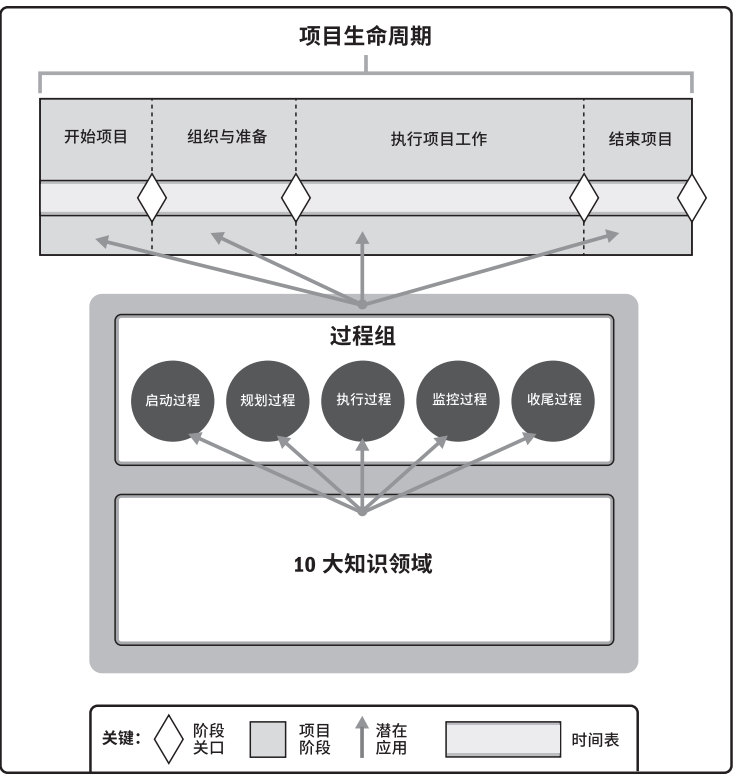 项目生命周期
开始项目
组织与准备
执行项目工作
结束项目
过程组
启动过程
规划过程
执行过程
监控过程
收尾过程
10 大知识领域
关键：
阶段
关口
项目
阶段
潜在
应用
时间表